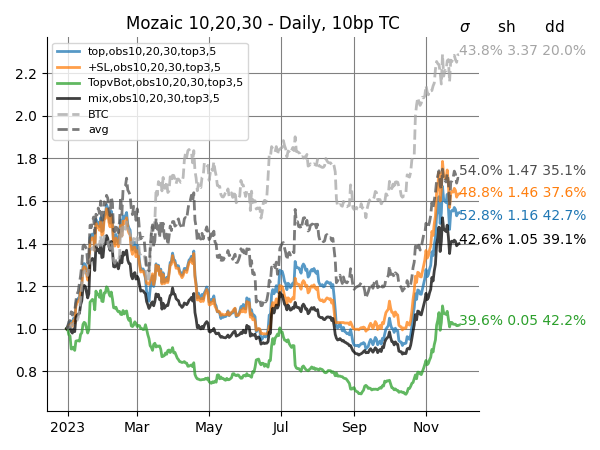 Mozaic 10,20,30 - Daily, 10bp TC
σ sh dd
top,obs10,20,30,top3,5
+SL,obs10,20,30,top3,5
TopvBot,obs10,20,30,top3,5
mix,obs10,20,30,top3,5
BTC
avg
43.8% 3.37 20.0%
54.0% 1.47 35.1%
48.8% 1.46 37.6%
52.8% 1.16 42.7%
42.6% 1.05 39.1%
39.6% 0.05 42.2%
2.2
2.0
1.8
1.6
1.4
1.2
1.0
0.8
2023 Mar May Jul Sep Nov